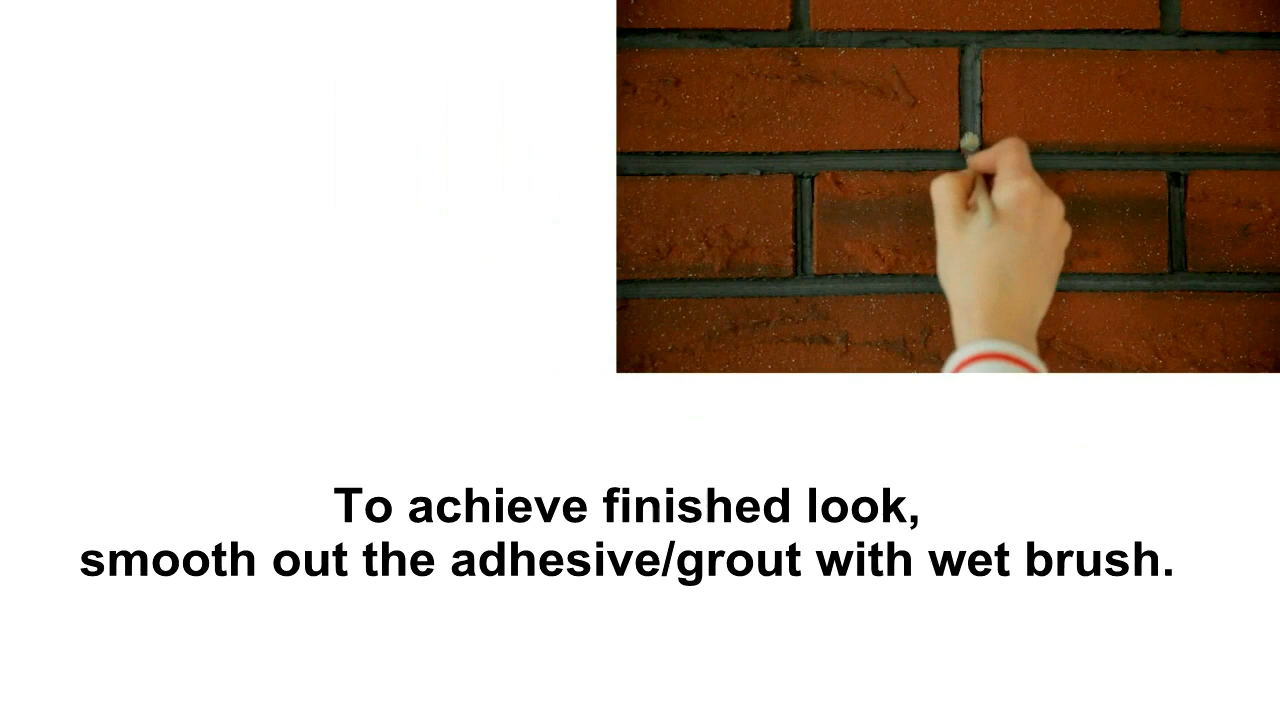 To achieve finished look,
smooth out the adhesive/grout with wet brush.